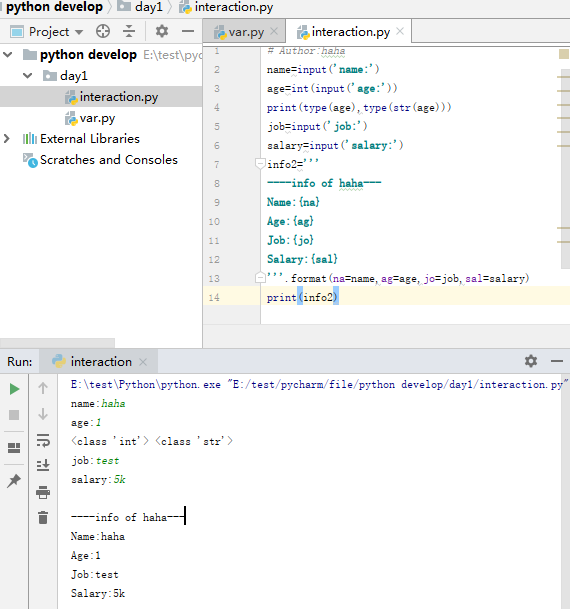 python develop day1 interaction.py
Project
var.py interaction.py
python develop E:\test\pyc
day1
interaction.py
var.py
External Libraries
Scratches and Consoles
1 # Author:haha
2 name=input('name:')
3 age=int(input('age:'))
4 print(type(age),type(str(age)))
5 job=input('job:')
6 salary=input('salary:')
7 info2='''
8 ----info of haha---
9 Name:{na}
10 Age:{ag}
11 Job:{jo}
12 Salary:{sal}
13 '''.format(na=name,ag=age,jo=job,sal=salary)
14 print(info2)
Run: interaction
E:\test\Python\python.exe "E:/test/pycharm/file/python develop/day1/interaction.py"
name:haha
age:1
<class 'int'> <class 'str'>
job:test
salary:5k
----info of haha---
Name:haha
Age:1
Job:test
Salary:5k